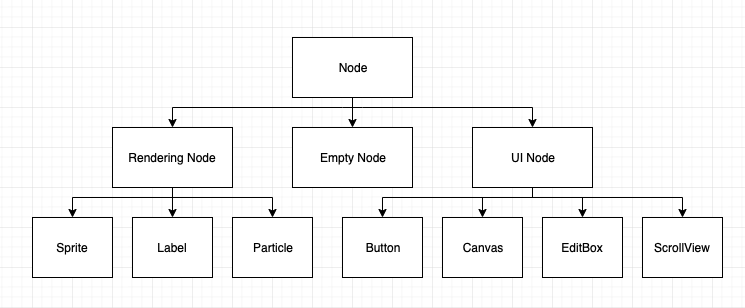 Node
Rendering Node
Empty Node
UI Node
Sprite
Label
Particle
Button
Canvas
EditBox
ScrollView